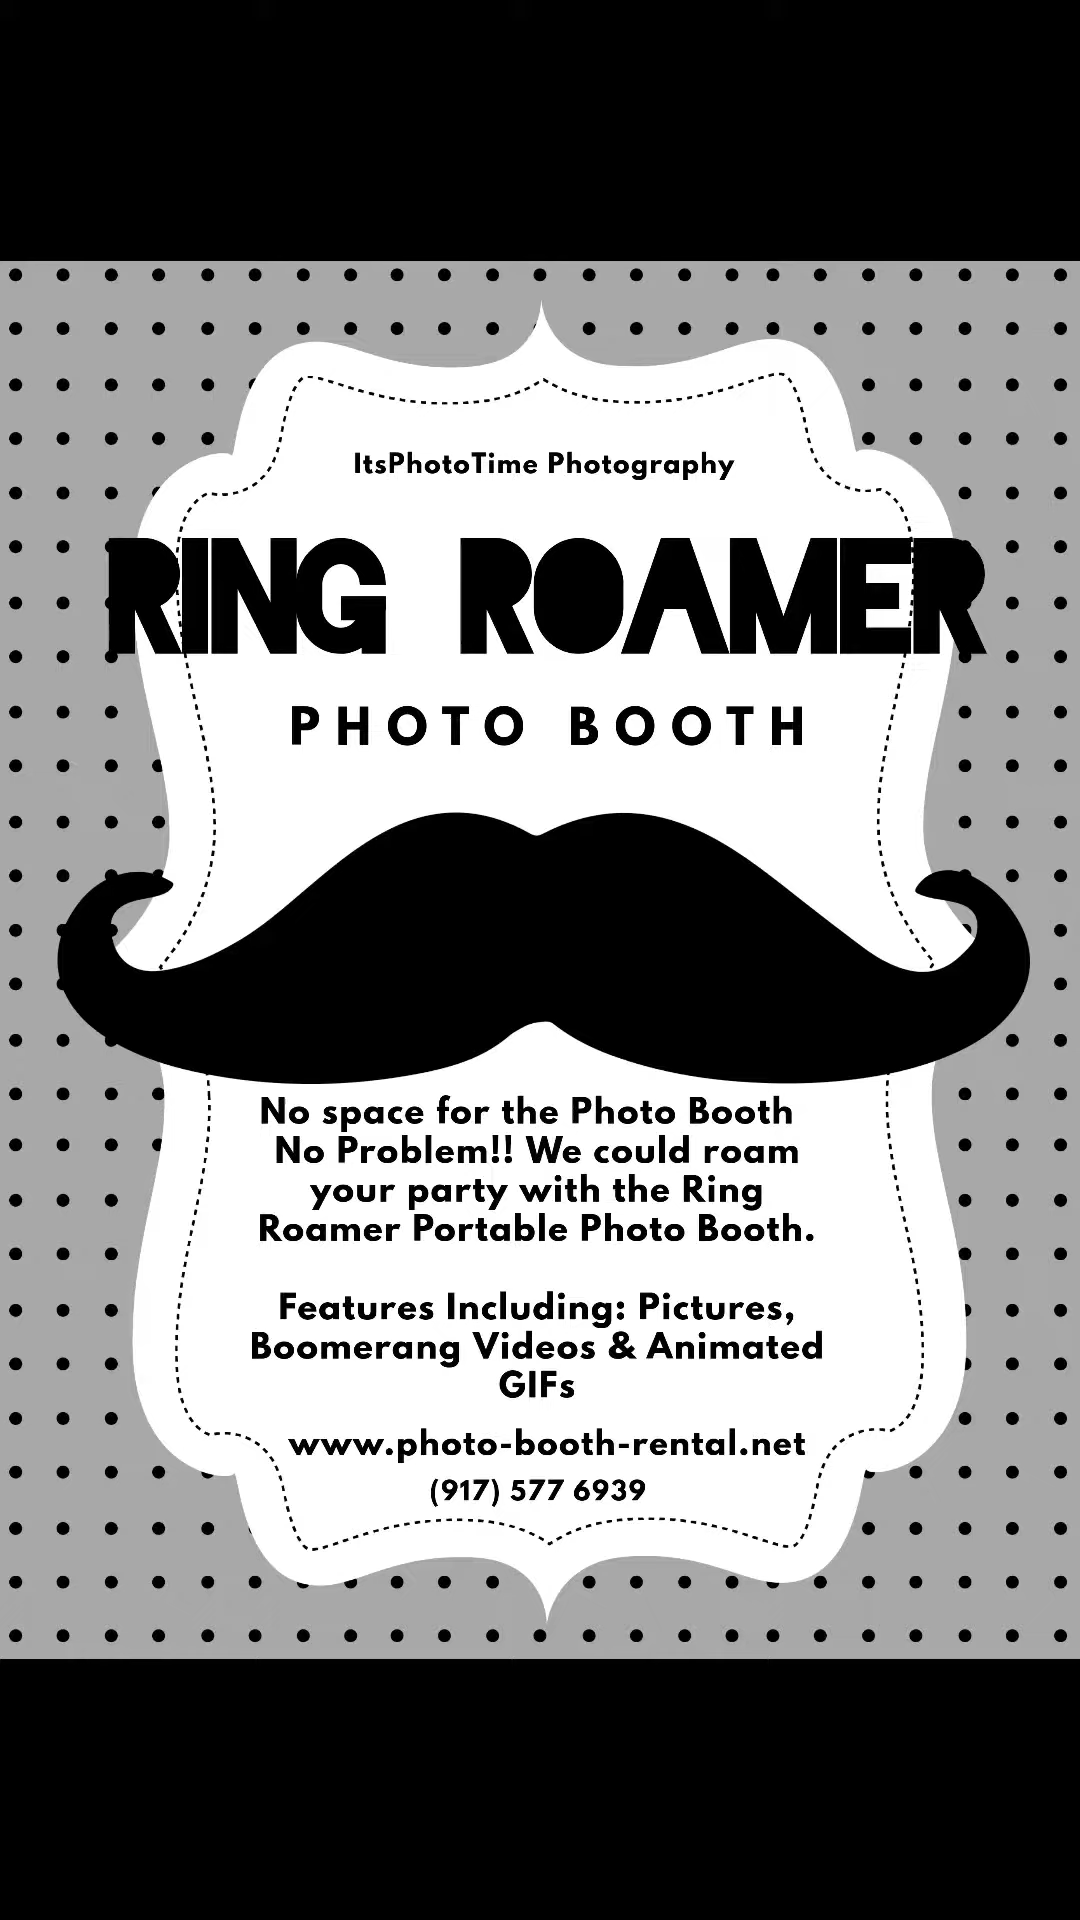 ItsPhotoTime Photography
RING ROAMER
PHOTO BOOTH
No space for the Photo Booth
No Problem!! We could roam
your party with the Ring
Roamer Portable Photo Booth.
Features Including: Pictures,
Boomerang Videos & Animated
GIFs
www.photo-booth-rental.net
(917) 577 6939